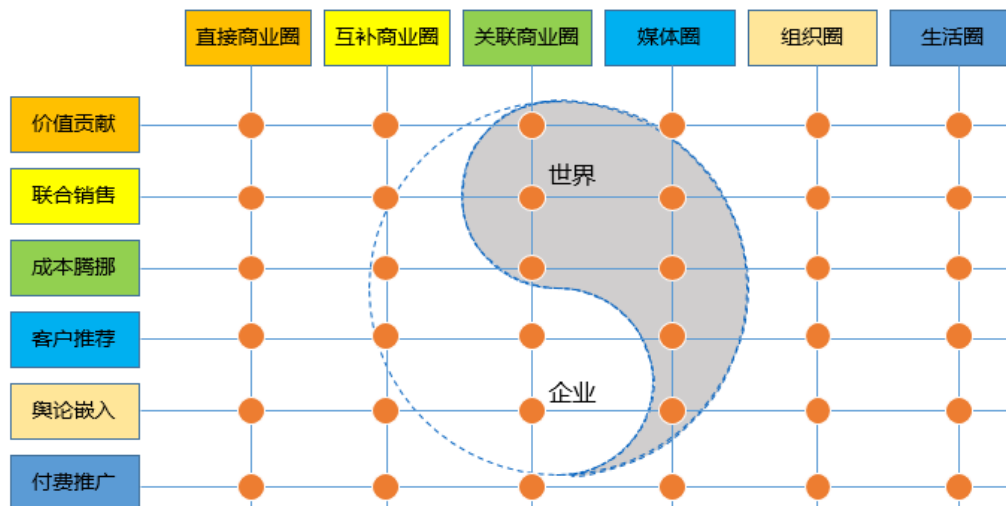 直接商业圈
互补商业圈
关联商业圈
媒体圈
组织圈
生活圈
价值贡献
世界
联合销售
成本腾挪
客户推荐
企业
舆论嵌入
付费推广